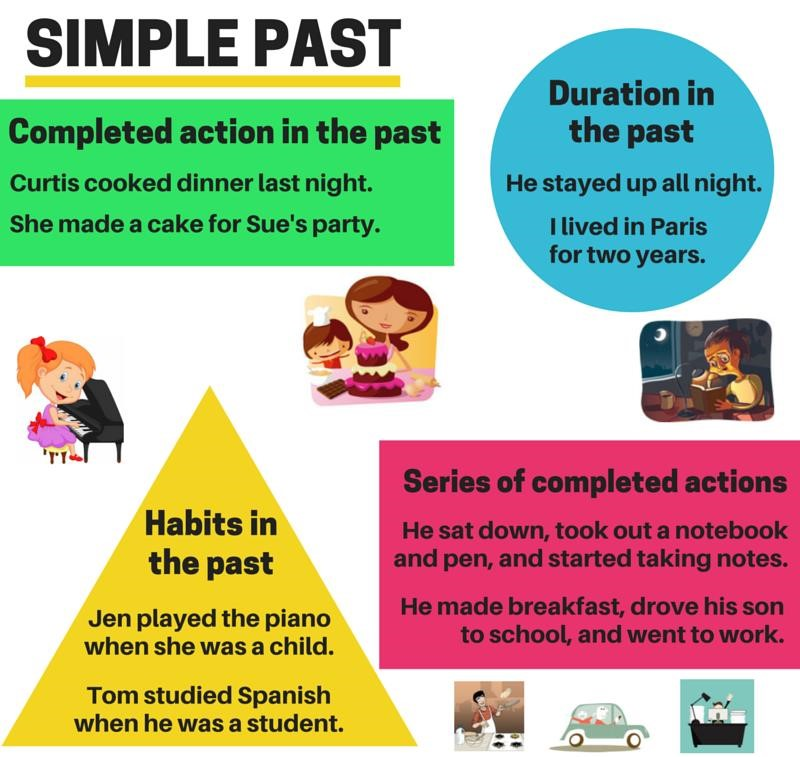 SIMPLE PAST
Completed action in the past
Curtis cooked dinner last night.
She made a cake for Sue's party.
Duration in
the past
He stayed up all night.
I lived in Paris
for two years.
Habits in
the past
Jen played the piano
when she was a child.
Tom studied Spanish
when he was a student.
Series of completed actions
He sat down, took out a notebook
and pen, and started taking notes.
He made breakfast, drove his son
to school, and went to work.